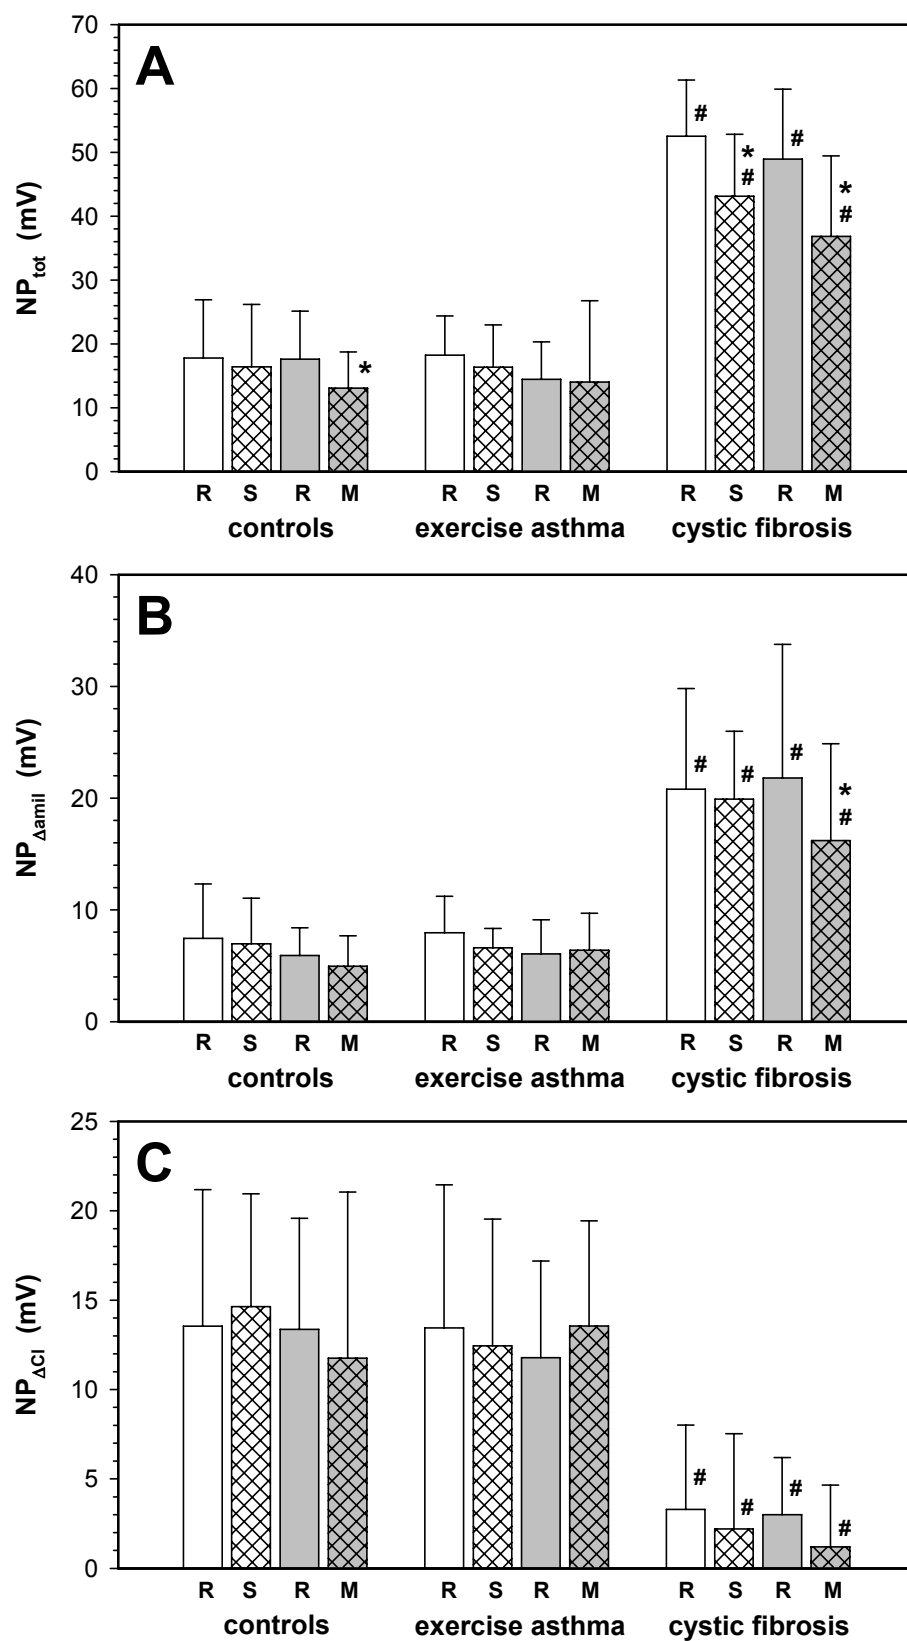 A
NPtot (mV)
70
60
50
40
30
20
10
0
* # * # # * #
R S R M R S R M R S R M
controls exercise asthma cystic fibrosis
B
NPΔamil (mV)
40
30
20
10
0
# # # * #
R S R M R S R M R S R M
controls exercise asthma cystic fibrosis
C
NPΔCl (mV)
25
20
15
10
5
0
# # # #
R S R M R S R M R S R M
controls exercise asthma cystic fibrosis